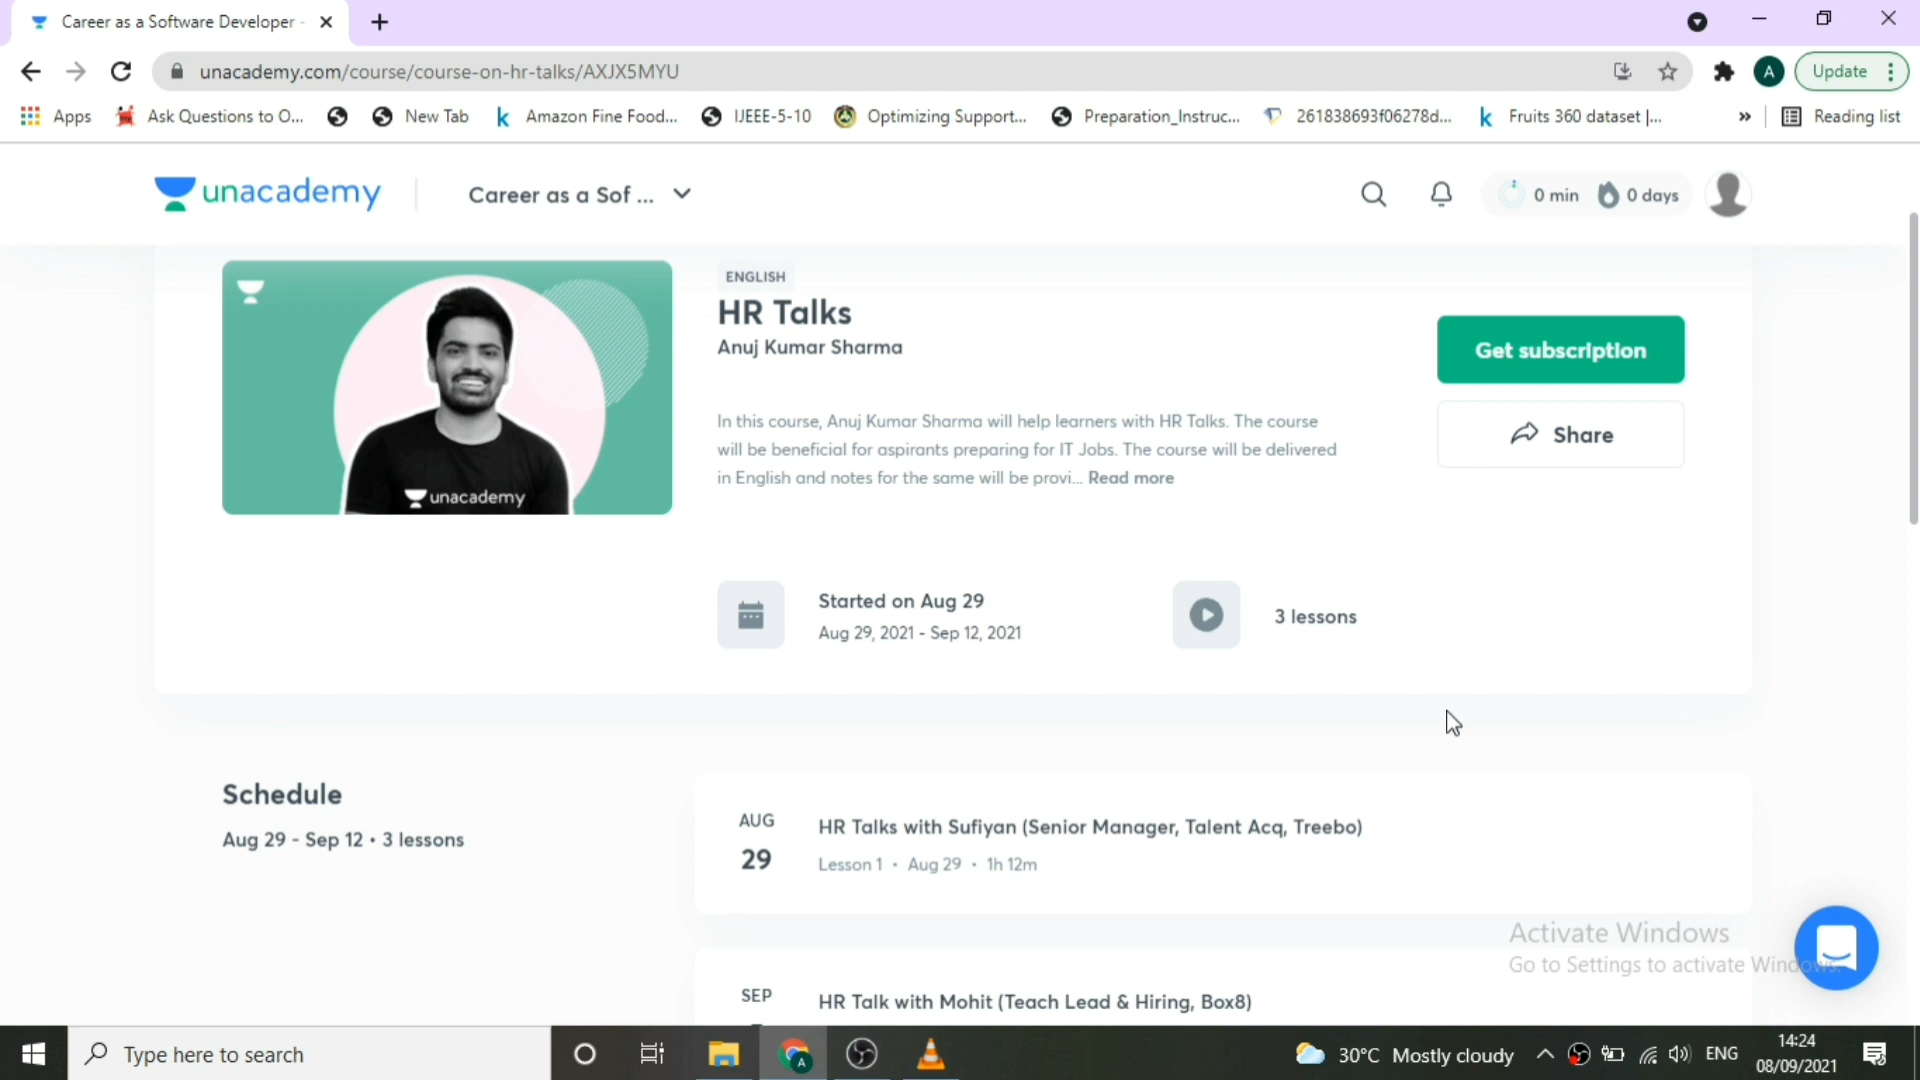 Career as a Software Developer -
unacademy.com/course/course-on-hr-talks/AXJX5MYU
A
Update
Apps
Ask Questions to O...
New Tab
k
Amazon Fine Food...
IJEEE-5-10
Optimizing Support...
Preparation_Instruc...
261838693f06278d...
k
Fruits 360 dataset |...
»
Reading list
unacademy
Career as a Sof ...
0 min
0 days
unacademy
ENGLISH
HR Talks
Anuj Kumar Sharma
In this course, Anuj Kumar Sharma will help learners with HR Talks. The course
will be beneficial for aspirants preparing for IT Jobs. The course will be delivered
in English and notes for the same will be provi... Read more
Get subscription
Share
Started on Aug 29
Aug 29, 2021 - Sep 12, 2021
3 lessons
Schedule
Aug 29 - Sep 12 • 3 lessons
AUG
29
HR Talks with Sufiyan (Senior Manager, Talent Acq, Treebo)
Lesson 1 • Aug 29 • 1h 12m
SEP
HR Talk with Mohit (Teach Lead & Hiring, Box8)
Activate Windows
Go to Settings to activate Windows.
Type here to search
A
30°C Mostly cloudy
ENG
14:24
08/09/2021